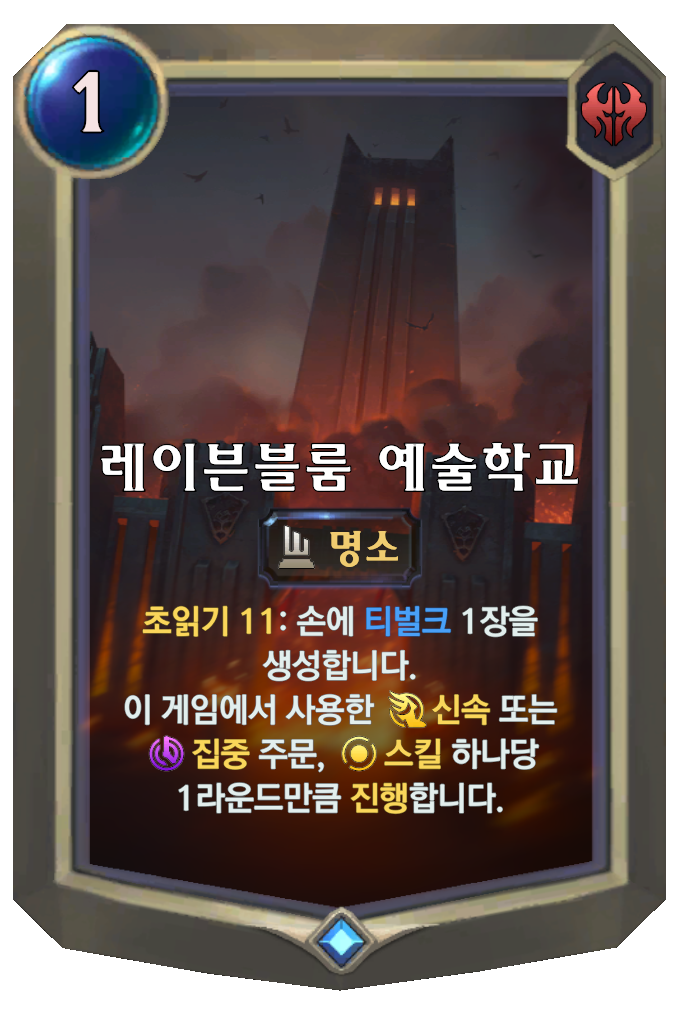 1
레이븐블룸 예술학교
명소
초읽기 11: 손에 티벌크 1장을
생성합니다.
이 게임에서 사용한 신속 또는
집중 주문, 스킬 하나당
1라운드만큼 진행합니다.